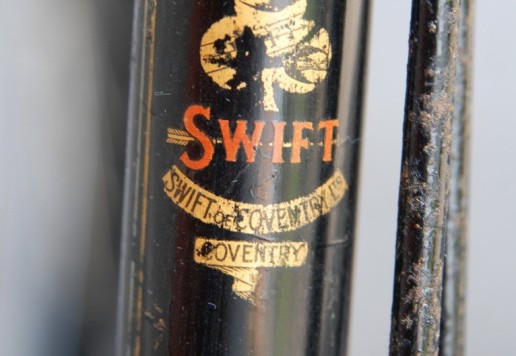 SWIFT
SWIFT OF COVENTRY LTD
COVENTRY